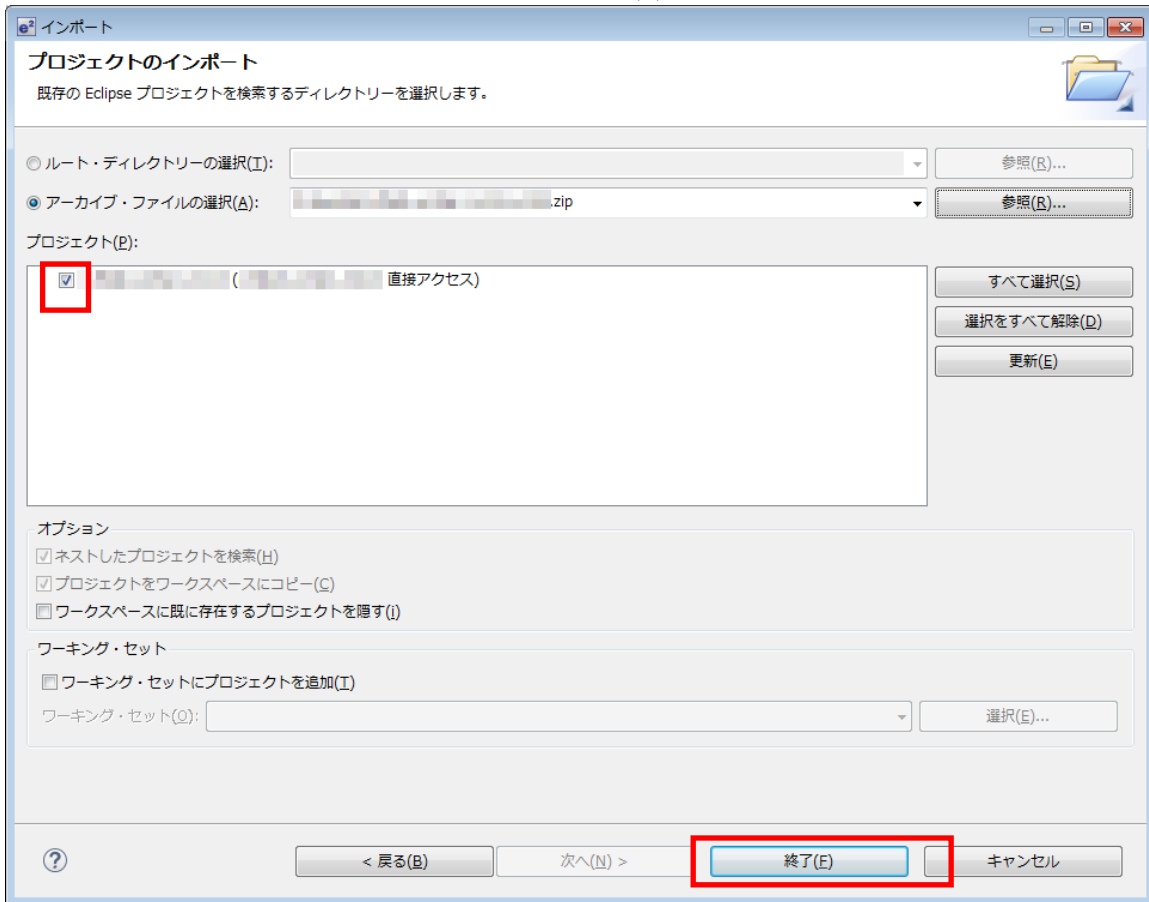 e² インポート
プロジェクトのインポート
既存の Eclipse プロジェクトを検索するディレクトリーを選択します。
ルート・ディレクトリーの選択(T): 参照(R)...
アーカイブ・ファイルの選択(A): .zip 参照(R)...
プロジェクト(P):
( 直接アクセス) すべて選択(S)
選択をすべて解除(D)
更新(E)
オプション
ネストしたプロジェクトを検索(H)
プロジェクトをワークスペースにコピー(C)
ワークスペースに既に存在するプロジェクトを隠す(i)
ワーキング・セット
ワーキング・セットにプロジェクトを追加(T)
ワーキング・セット(O): 選択(E)...
? < 戻る(B) 次へ(N) > 終了(F) キャンセル